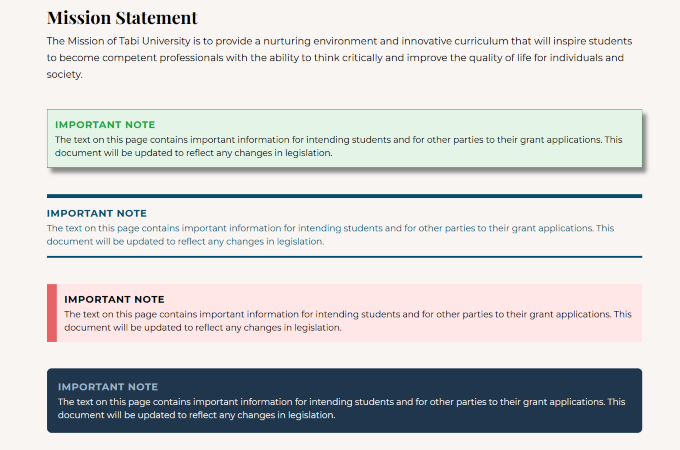 Mission Statement
The Mission of Tabi University is to provide a nurturing environment and innovative curriculum that will inspire students
to become competent professionals with the ability to think critically and improve the quality of life for individuals and
society.
IMPORTANT NOTE
The text on this page contains important information for intending students and for other parties to their grant applications. This
document will be updated to reflect any changes in legislation.
IMPORTANT NOTE
The text on this page contains important information for intending students and for other parties to their grant applications. This
document will be updated to reflect any changes in legislation.
IMPORTANT NOTE
The text on this page contains important information for intending students and for other parties to their grant applications. This
document will be updated to reflect any changes in legislation.
IMPORTANT NOTE
The text on this page contains important information for intending students and for other parties to their grant applications. This
document will be updated to reflect any changes in legislation.